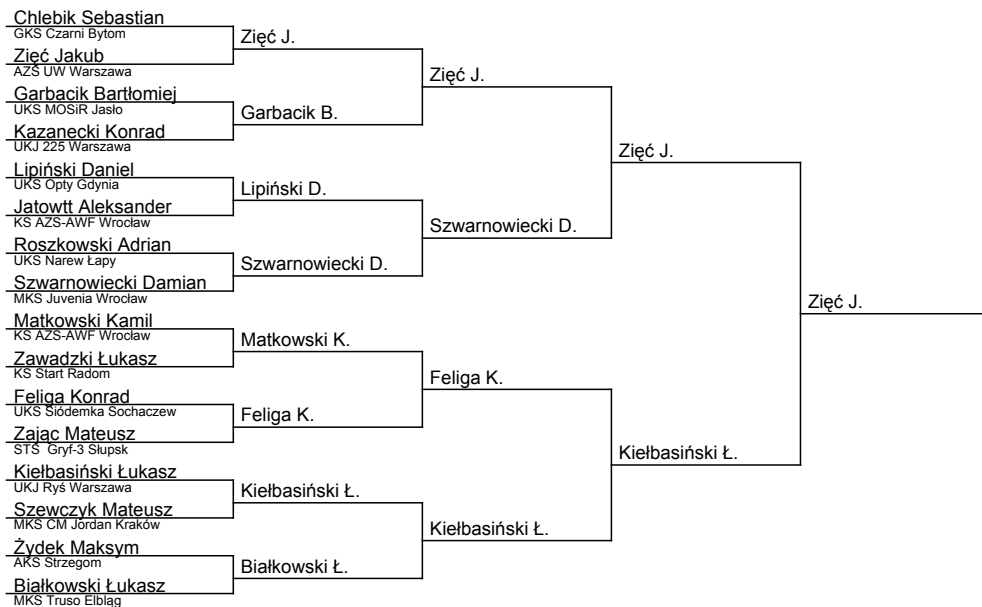 Chlebik Sebastian
GKS Czarni Bytom
Zięć Jakub
AZS UW Warszawa
Garbacik Bartłomiej
UKS MOSiR Jasło
Kazanecki Konrad
UKJ 225 Warszawa
Lipiński Daniel
UKS Opty Gdynia
Jatowtt Aleksander
KS AZS-AWF Wrocław
Roszkowski Adrian
UKS Narew Łapy
Szwarnowiecki Damian
MKS Juvenia Wrocław
Matkowski Kamil
KS AZS-AWF Wrocław
Zawadzki Łukasz
KS Start Radom
Feliga Konrad
UKS Siódemka Sochaczew
Zając Mateusz
STS Gryf-3 Słupsk
Kiełbasiński Łukasz
UKJ Ryś Warszawa
Szewczyk Mateusz
MKS CM Jordan Kraków
Żydek Maksym
AKS Strzegom
Białkowski Łukasz
MKS Truso Elbląg
Zięć J.
Garbacik B.
Lipiński D.
Szwarnowiecki D.
Matkowski K.
Feliga K.
Kiełbasiński Ł.
Białkowski Ł.
Zięć J.
Szwarnowiecki D.
Feliga K.
Kiełbasiński Ł.
Zięć J.
Kiełbasiński Ł.
Zięć J.